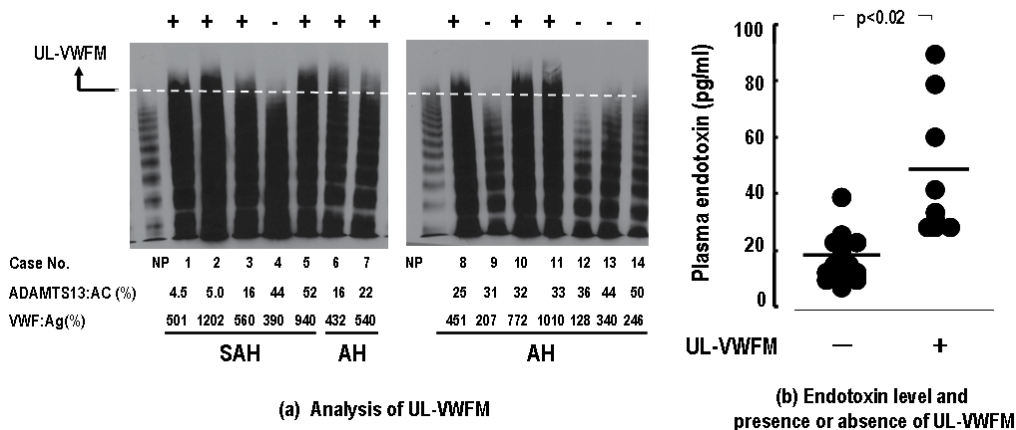 + + + - + + +
+ - + + - - -
UL-VWFM
Case No. NP 1 2 3 4 5 6 7 NP 8 9 10 11 12 13 14
ADAMTS13:AC (%) 4.5 5.0 16 44 52 16 22 25 31 32 33 36 44 50
VWF:Ag(%) 501 1202 560 390 940 432 540 451 207 772 1010 128 340 246
SAH AH AH
(a) Analysis of UL-VWFM
p<0.02
Plasma endotoxin (pg/ml)
100
80
60
40
20
0
UL-VWFM — +
(b) Endotoxin level and
presence or absence of UL-VWFM